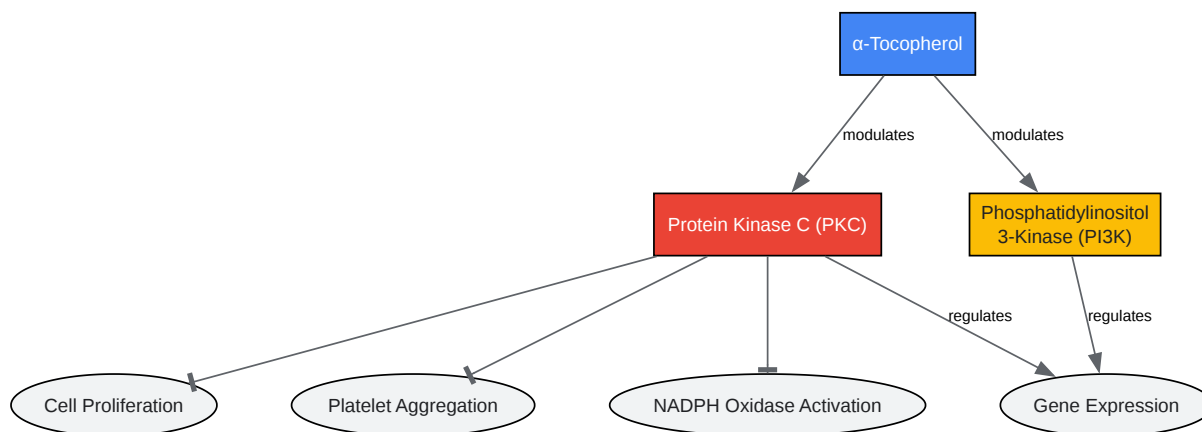 α-Tocopherol
modulates
modulates
Protein Kinase C (PKC)
Phosphatidylinositol
3-Kinase (PI3K)
regulates
regulates
Cell Proliferation
Platelet Aggregation
NADPH Oxidase Activation
Gene Expression